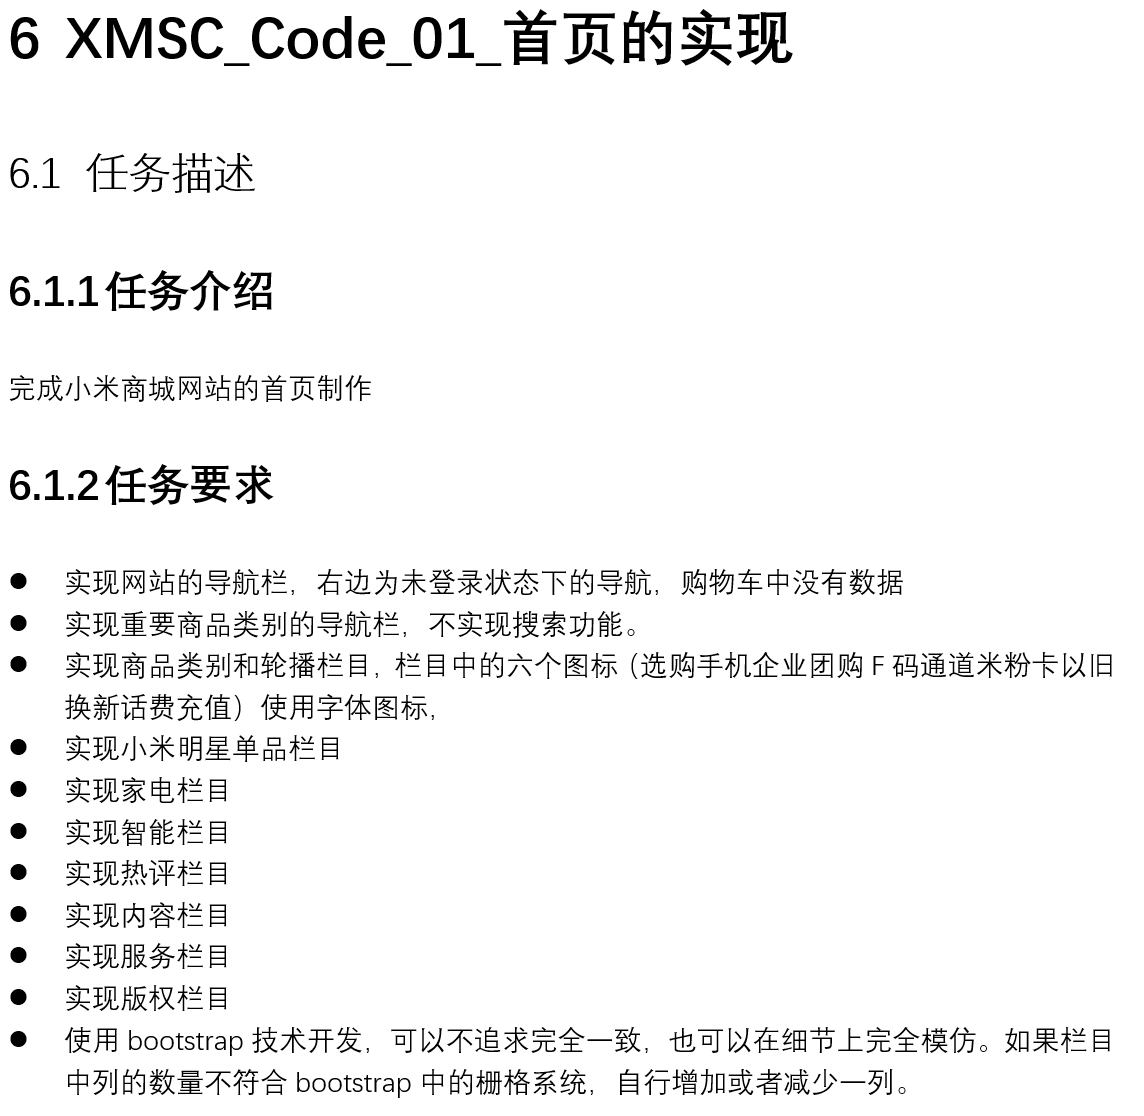 6 XMSC_Code_01_首页的实现
6.1 任务描述
6.1.1任务介绍
完成小米商城网站的首页制作
6.1.2任务要求
● 实现网站的导航栏，右边为未登录状态下的导航，购物车中没有数据
● 实现重要商品类别的导航栏，不实现搜索功能。
● 实现商品类别和轮播栏目，栏目中的六个图标（选购手机企业团购 F 码通道米粉卡以旧
换新话费充值）使用字体图标，
● 实现小米明星单品栏目
● 实现家电栏目
● 实现智能栏目
● 实现热评栏目
● 实现内容栏目
● 实现服务栏目
● 实现版权栏目
● 使用 bootstrap 技术开发，可以不追求完全一致，也可以在细节上完全模仿。如果栏目
中列的数量不符合 bootstrap 中的栅格系统，自行增加或者减少一列。